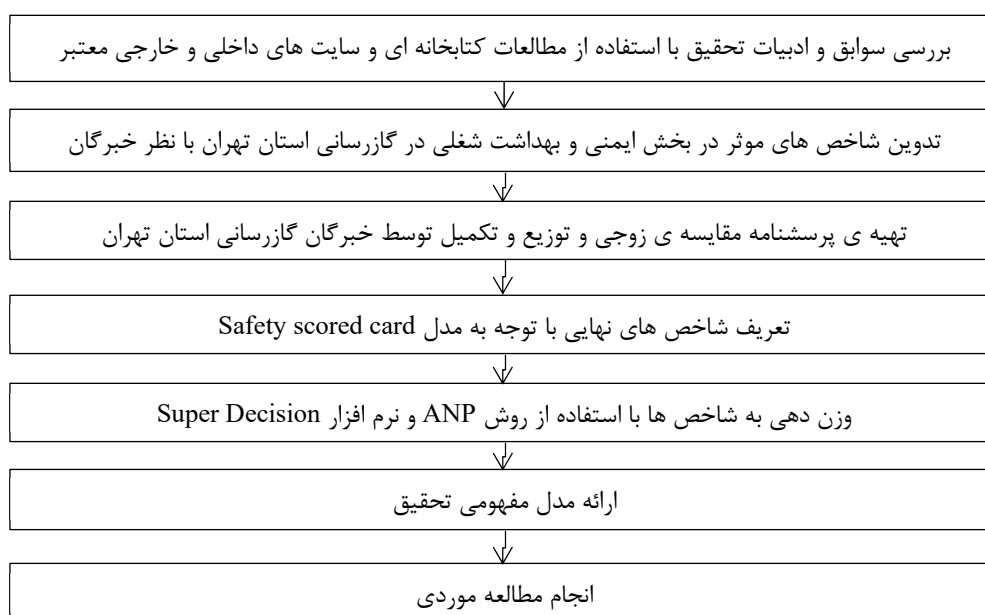 بررسی سوابق و ادبیات تحقیق با استفاده از مطالعات کتابخانه ای و سایت های داخلی و خارجی معتبر
تدوین شاخص های موثر در بخش ایمنی و بهداشت شغلی در گازرسانی استان تهران با نظر خبرگان
تهیه ی پرسشنامه مقایسه ی زوجی و توزیع و تکمیل توسط خبرگان گازرسانی استان تهران
تعریف شاخص های نهایی با توجه به مدل Safety scored card
وزن دهی به شاخص ها با استفاده از روش ANP و نرم افزار Super Decision
ارائه مدل مفهومی تحقیق
انجام مطالعه موردی